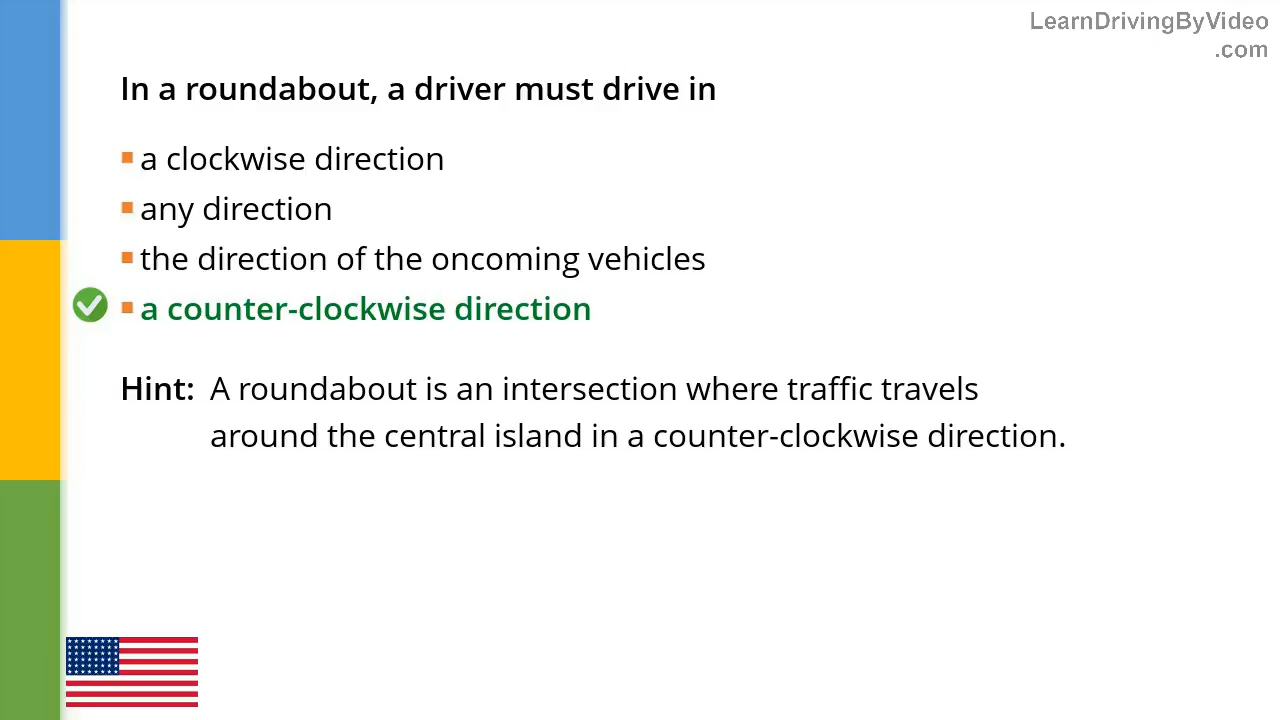 LearnDrivingByVideo
.com
In a roundabout, a driver must drive in
a clockwise direction
any direction
the direction of the oncoming vehicles
a counter-clockwise direction
Hint: A roundabout is an intersection where traffic travels
around the central island in a counter-clockwise direction.